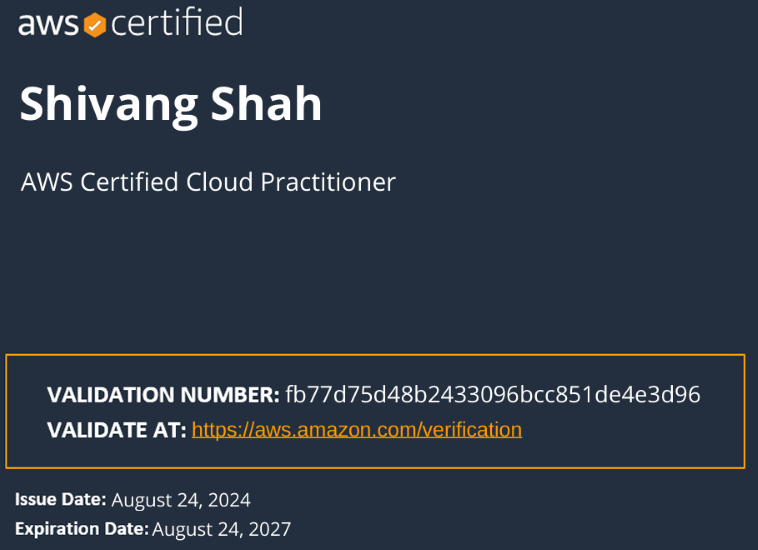 aws certified
Shivang Shah
AWS Certified Cloud Practitioner
VALIDATION NUMBER: fb77d75d48b2433096bcc851de4e3d96
VALIDATE AT: https://aws.amazon.com/verification
Issue Date: August 24, 2024
Expiration Date: August 24, 2027